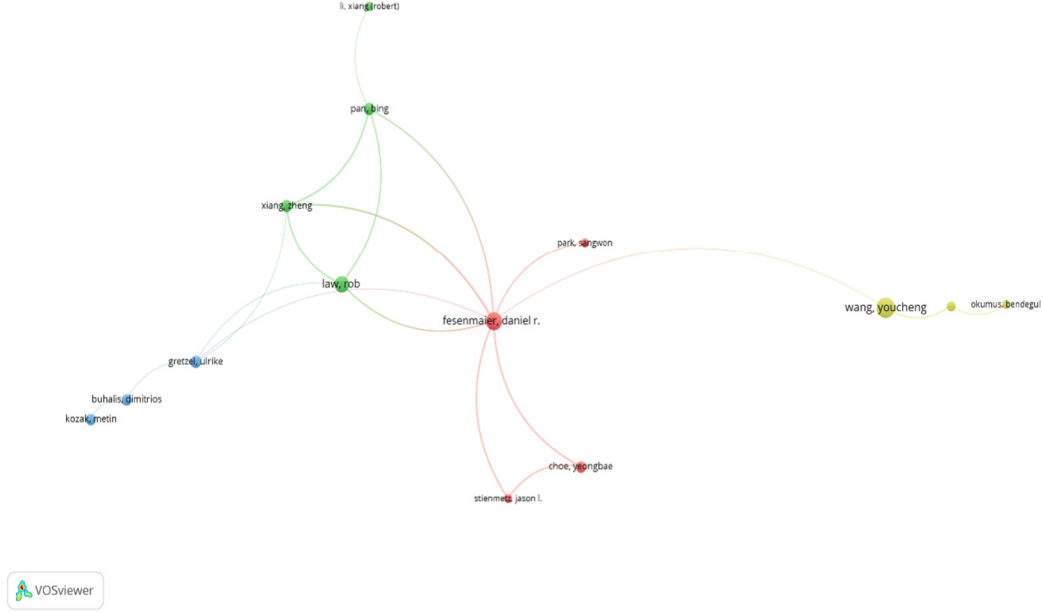 li, xiang (robert)
pan, bing
xiang, zheng
park, sangwon
law, rob
wang, youcheng
okumus, bendegul
fesenmaier, daniel r.
gretzel, ulrike
buhalis, dimitrios
kozak, metin
choe, yeongbae
stienmetz, jason l.
VOSviewer